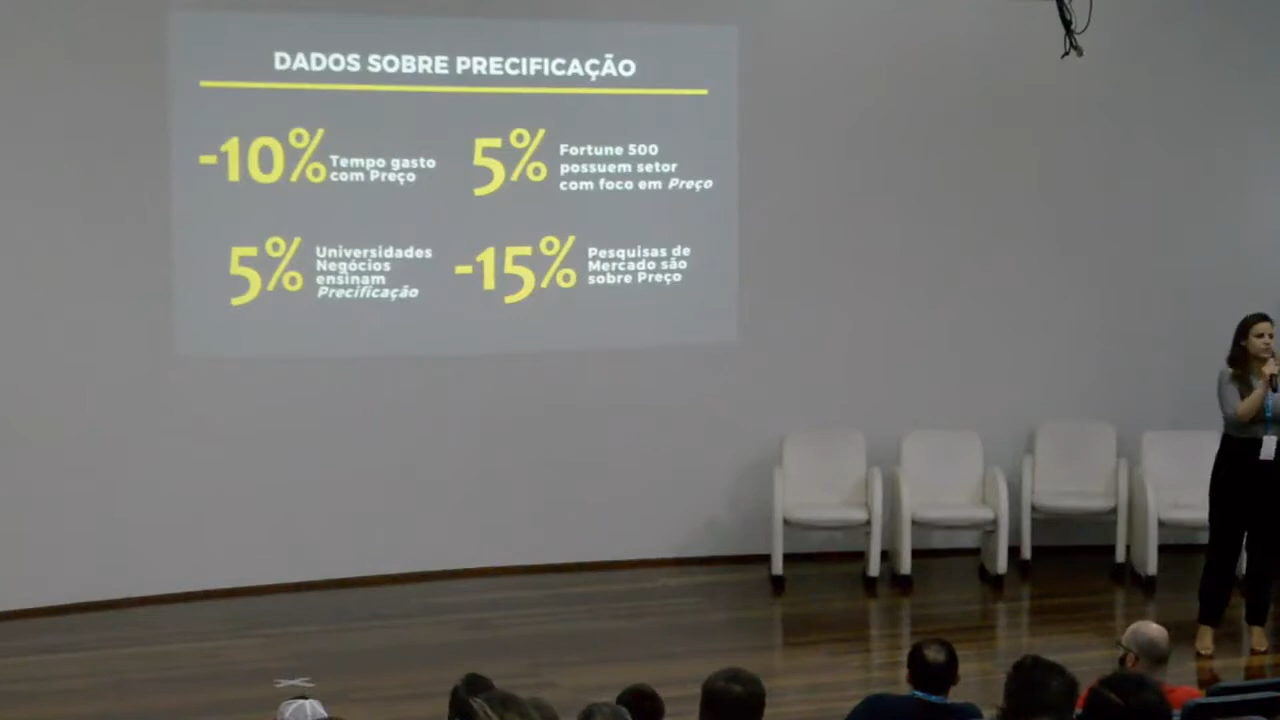 DADOS SOBRE PRECIFICAÇÃO
-10%
Tempo gasto
com Preço
5%
Fortune 500
possuem setor
com foco em Preço
5%
Universidades
Negócios
ensinam
Precificação
-15%
Pesquisas de
Mercado são
sobre Preço